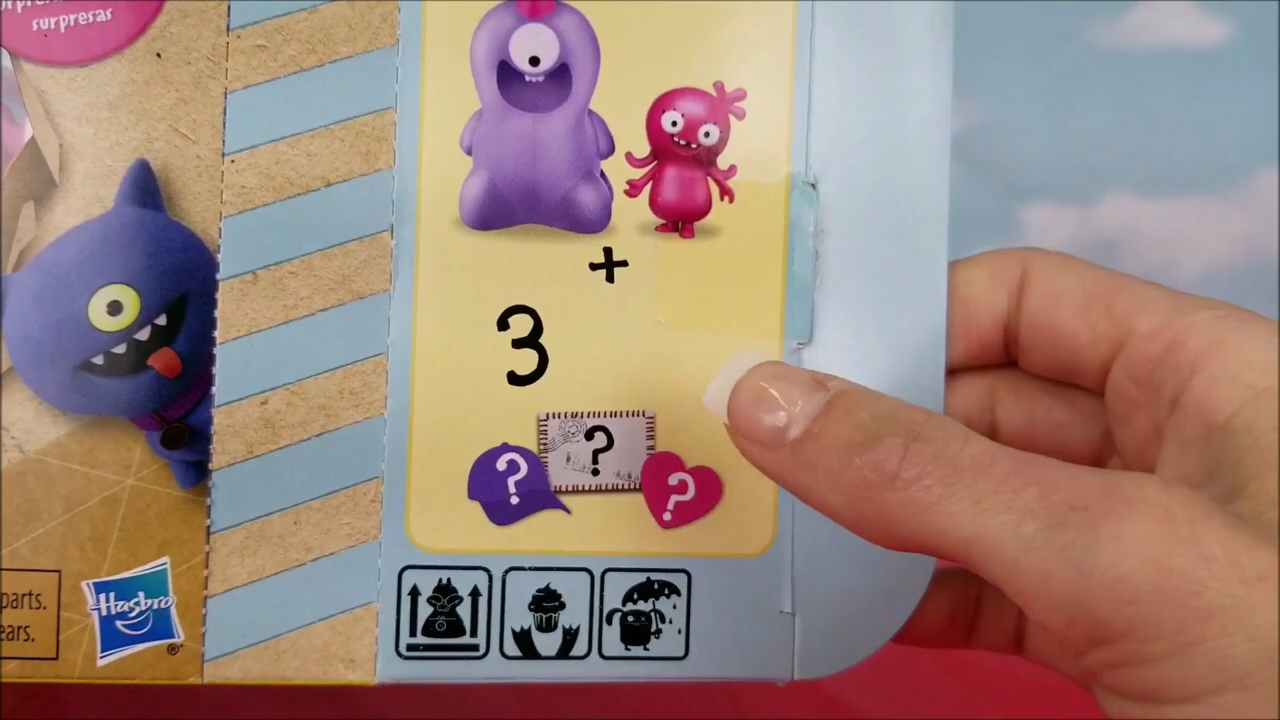 surpresas
+
3
?
?
?
parts.
ears.
Hasbro
®